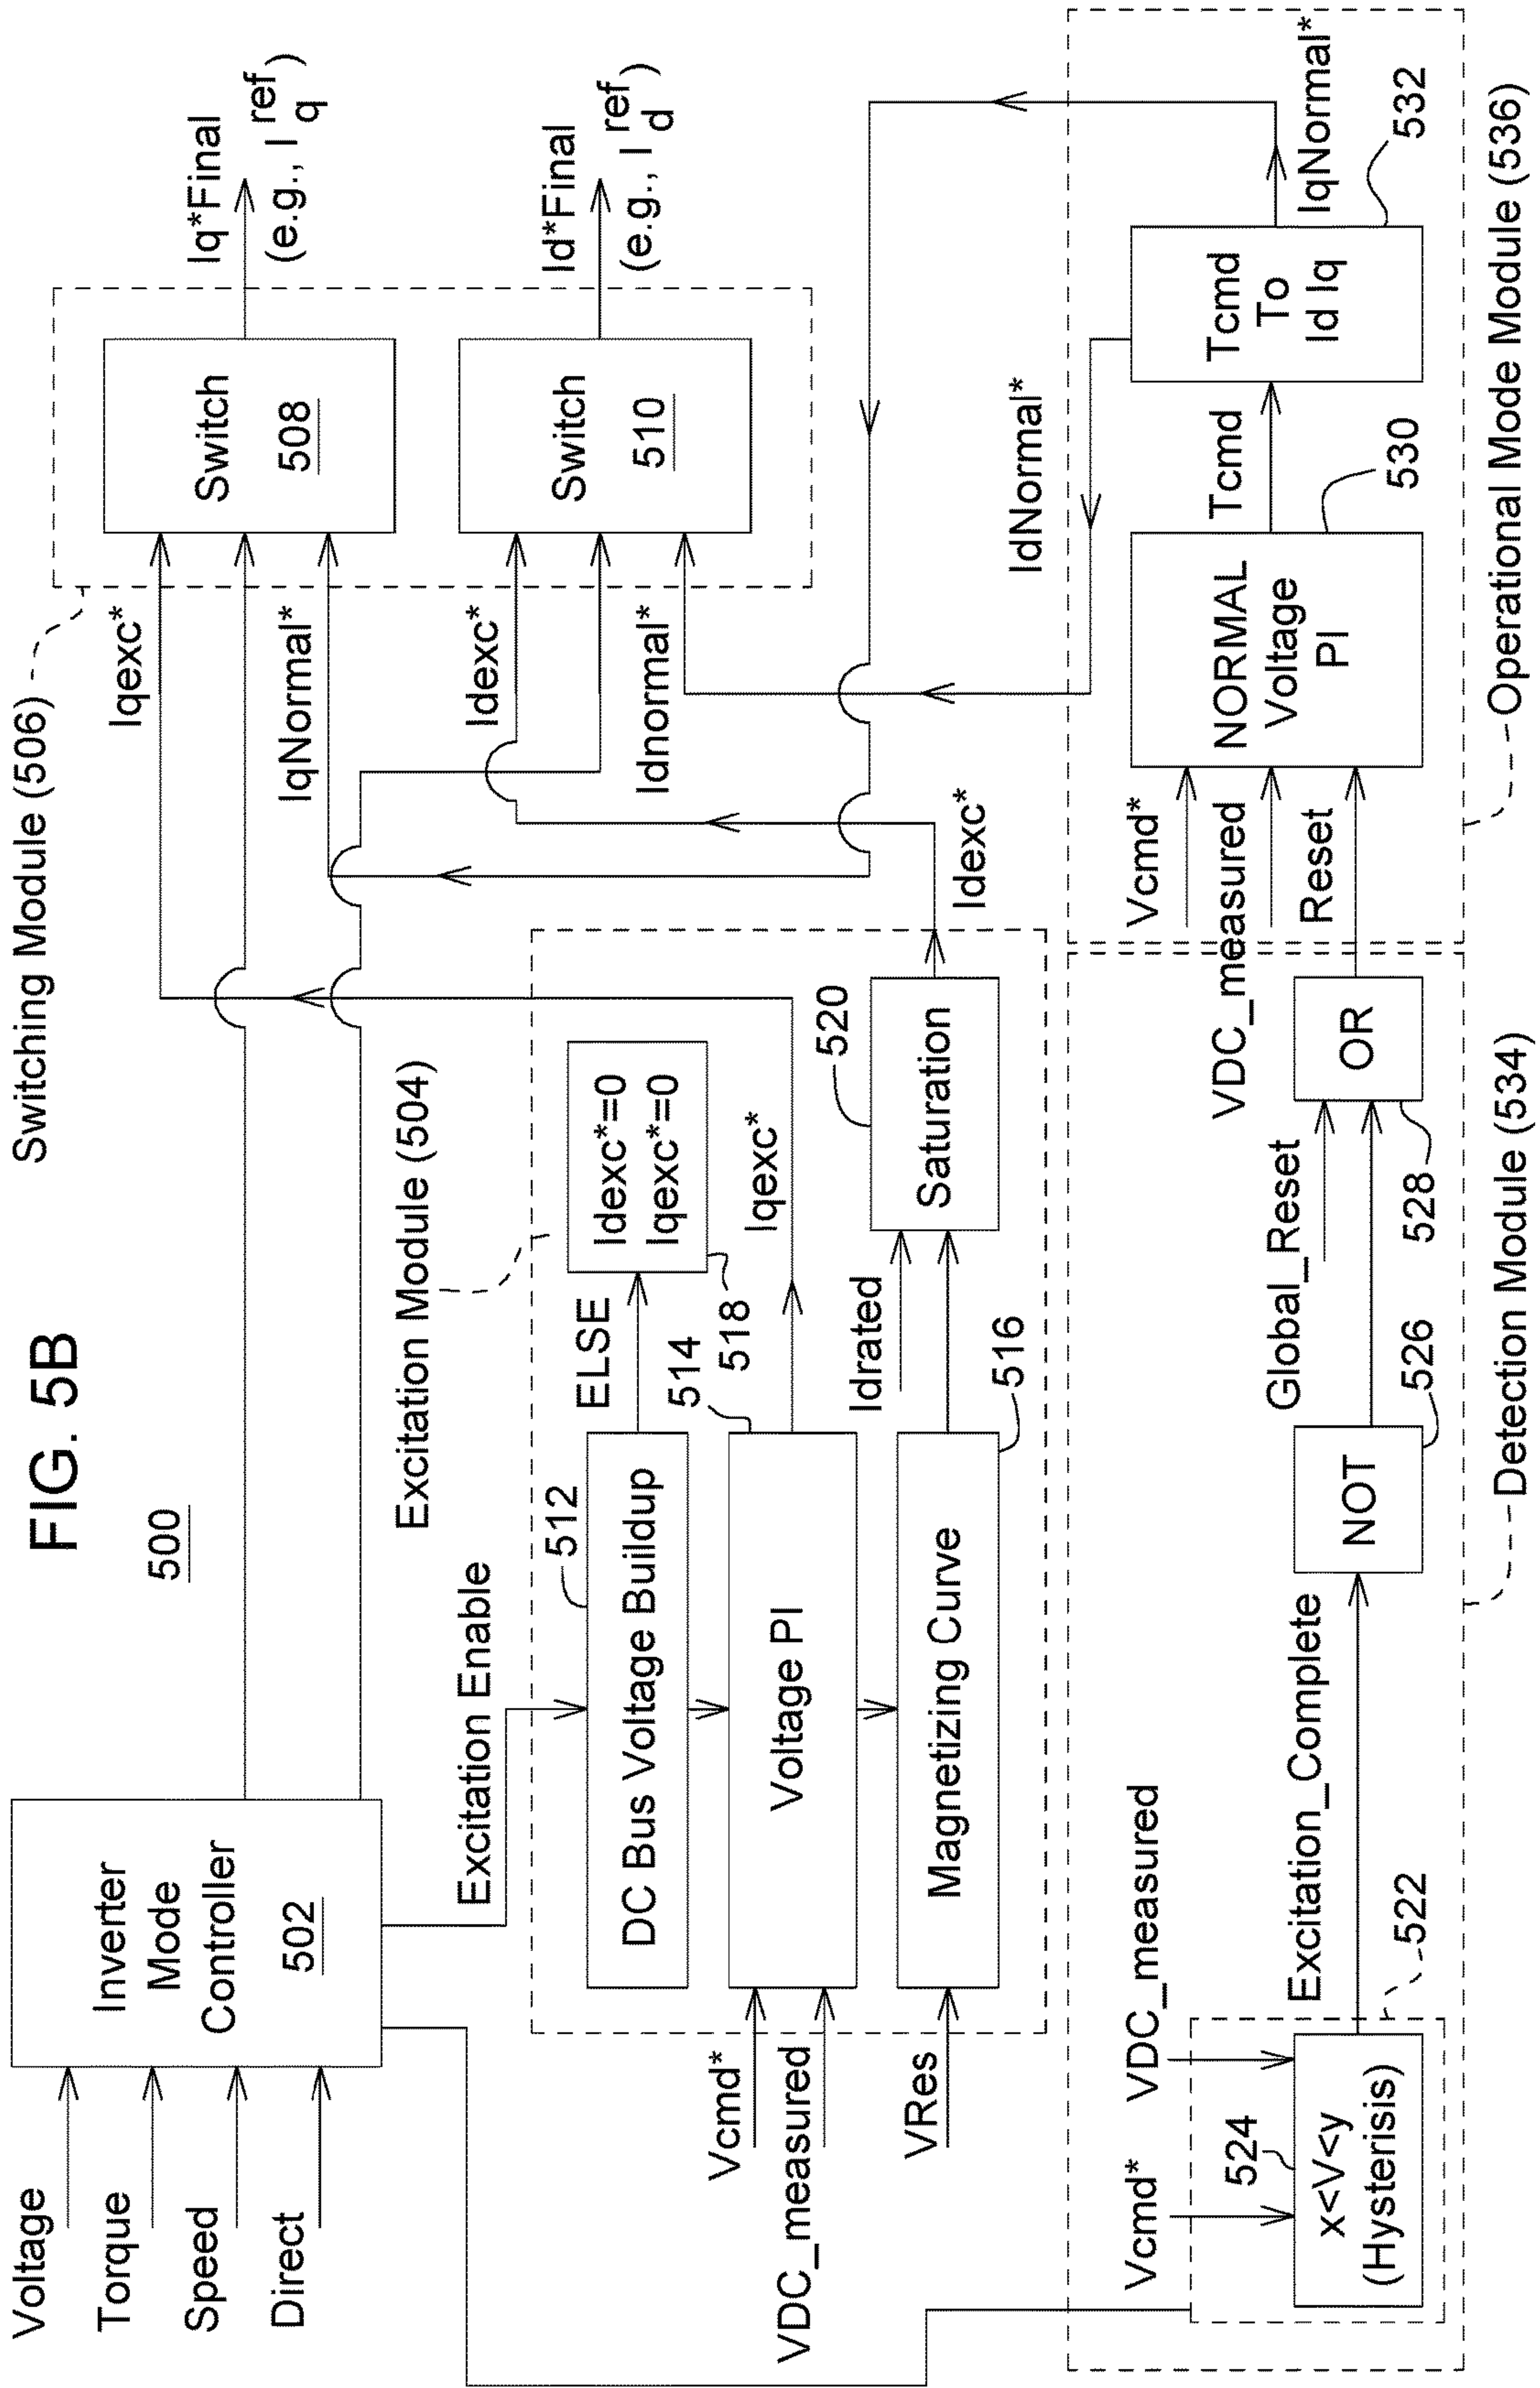 FIG. 5B
500
Switching Module (506)
Voltage
Torque
Speed
Direct
Inverter
Mode
Controller
502
Iqexc*
IqNormal*
Switch
508
Iq*Final
(e.g., I q ref)
Idexc*
Idnormal*
Switch
510
Id*Final
(e.g., I d ref)
Excitation Enable
Excitation Module (504)
512
DC Bus Voltage Buildup
ELSE
Idexc*=0
Iqexc*=0
518
514
Vcmd*
VDC_measured
Voltage PI
Iqexc*
VRes
Magnetizing Curve
516
Idrated
Saturation
520
Idexc*
IdNormal*
Vcmd*
VDC_measured
524
x<V<y
(Hysterisis)
522
Excitation_Complete
NOT
526
Global_Reset
OR
528
Detection Module (534)
Vcmd*
VDC_measured
Reset
NORMAL
Voltage
PI
530
Tcmd
Tcmd
To
Id Iq
532
IqNormal*
Operational Mode Module (536)